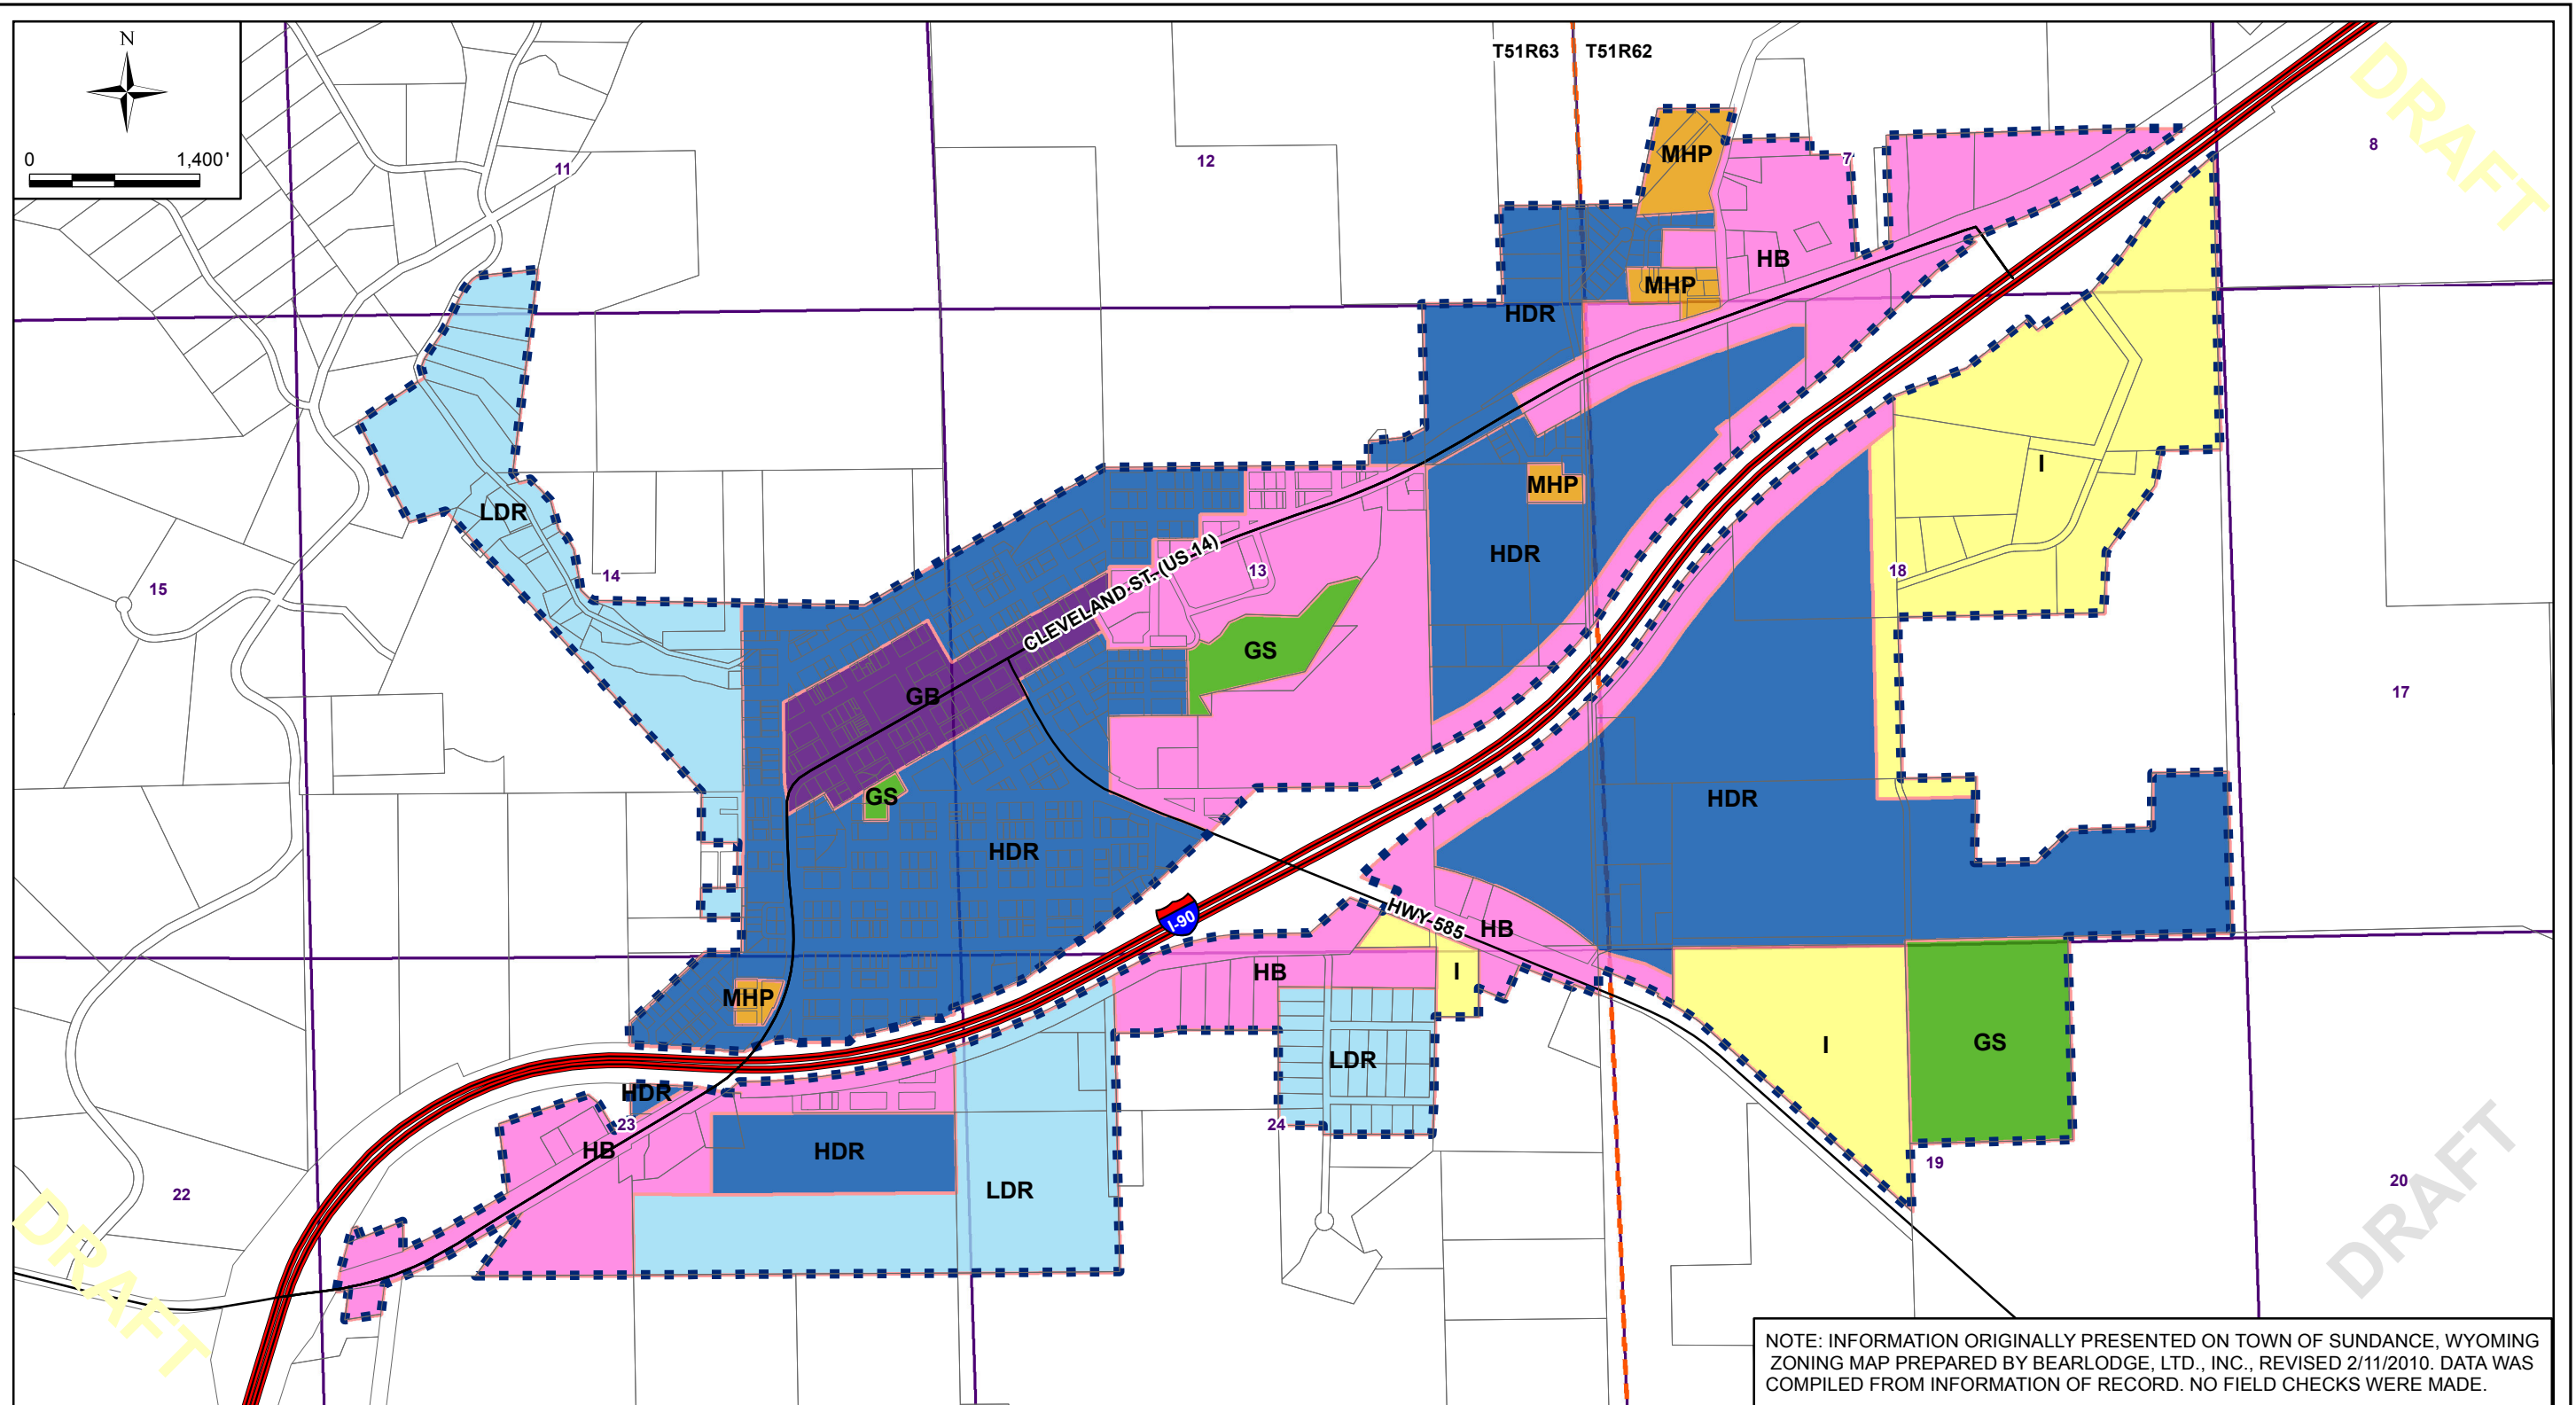 N
0 1,400'
T51R63 T51R62
DRAFT
8
11
12
MHP
7
HB
MHP
HDR
I
MHP
LDR
HDR
CLEVELAND ST. (US 14)
13
18
14
15
GS
17
GB
GS
HDR
HDR
I-90
HWY 585
HB
HB
I
MHP
LDR
I
GS
HDR
23
24
HB
HDR
19
22
LDR
20
DRAFT
DRAFT
NOTE: INFORMATION ORIGINALLY PRESENTED ON TOWN OF SUNDANCE, WYOMING
ZONING MAP PREPARED BY BEARLODGE, LTD., INC., REVISED 2/11/2010. DATA WAS
COMPILED FROM INFORMATION OF RECORD. NO FIELD CHECKS WERE MADE.